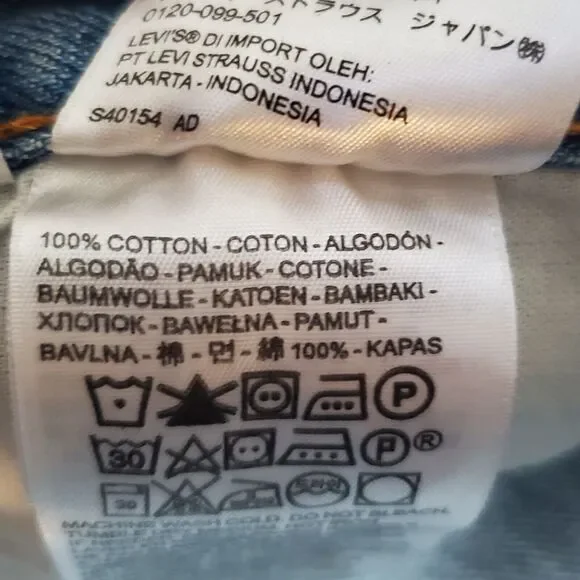 ストラウス ジャパン㈱
0120-099-501
LEVI'S® DI IMPORT OLEH:
PT LEVI STRAUSS INDONESIA
JAKARTA - INDONESIA
S40154 AD
100% COTTON - COTON - ALGODÓN -
ALGODÃO - PAMUK - COTONE -
BAUMWOLLE - KATOEN - BAMBAKI -
ХЛОПОК - BAWEŁNA - PAMUT -
BAVLNA - 棉 - 면 - 綿 100% - KAPAS
P
30 P ®
30
MACHINE WASH COLD. DO NOT BLEACH.